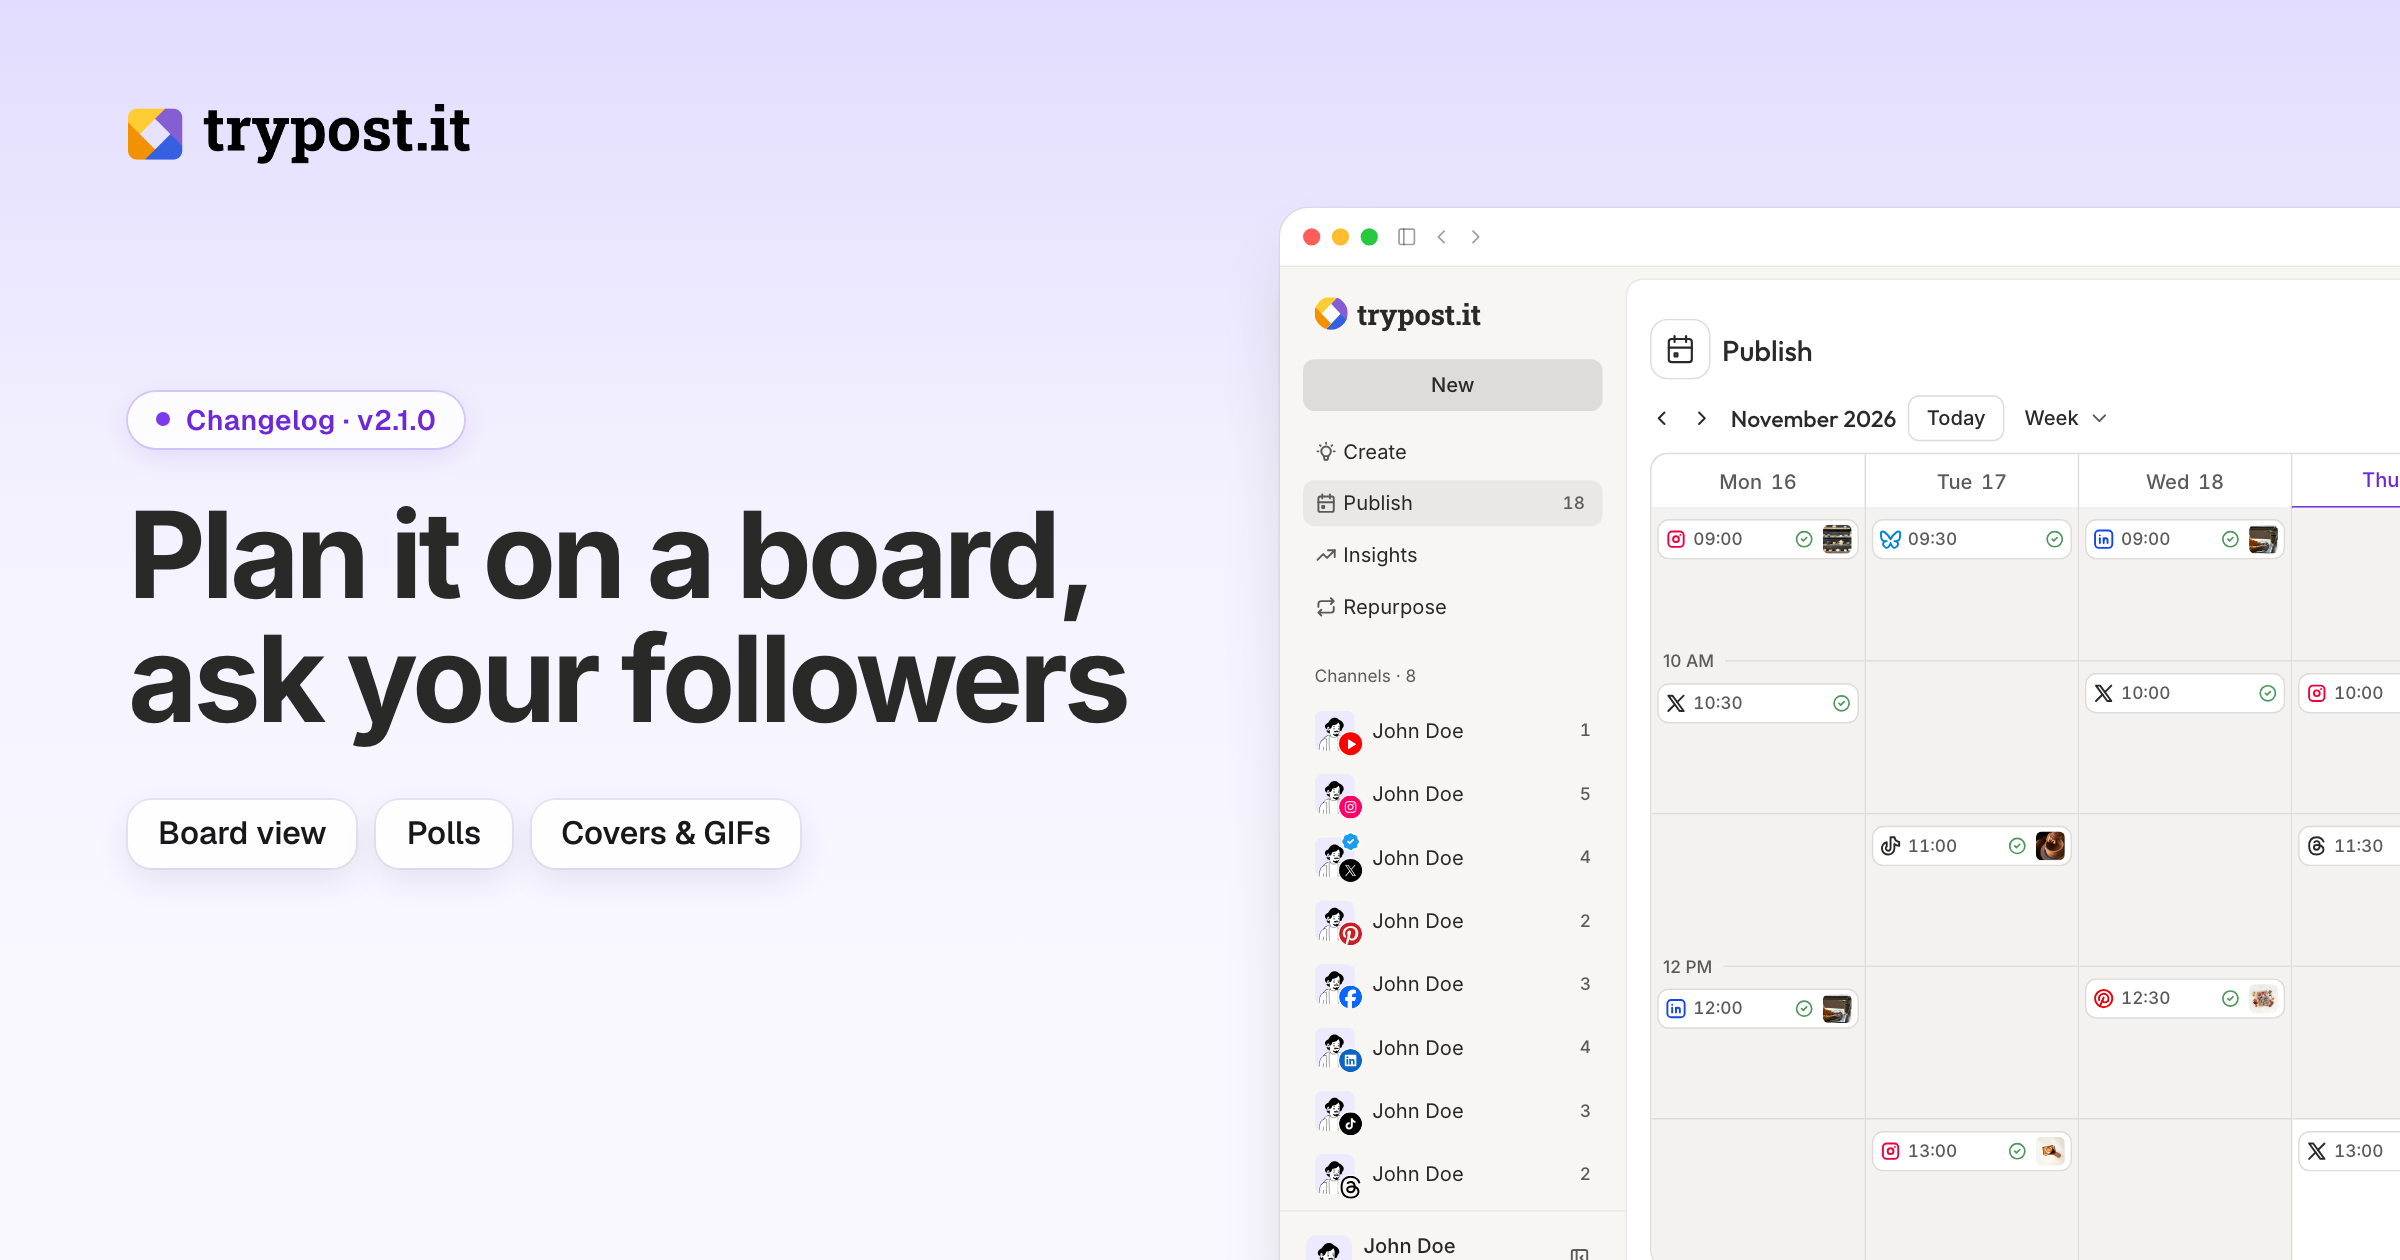 trypost.it
Changelog · v2.1.0
Plan it on a board,
ask your followers
Board view
Polls
Covers & GIFs
trypost.it
New
Create
Publish 18
Insights
Repurpose
Channels · 8
John Doe 1
John Doe 5
John Doe 4
John Doe 2
John Doe 3
John Doe 4
John Doe 3
John Doe 2
John Doe
Publish
November 2026 Today Week
Mon 16 Tue 17 Wed 18 Thu
09:00 09:30 09:00
10 AM
10:30 10:00 10:00
11:00 11:30
12 PM
12:00 12:30
13:00 13:00